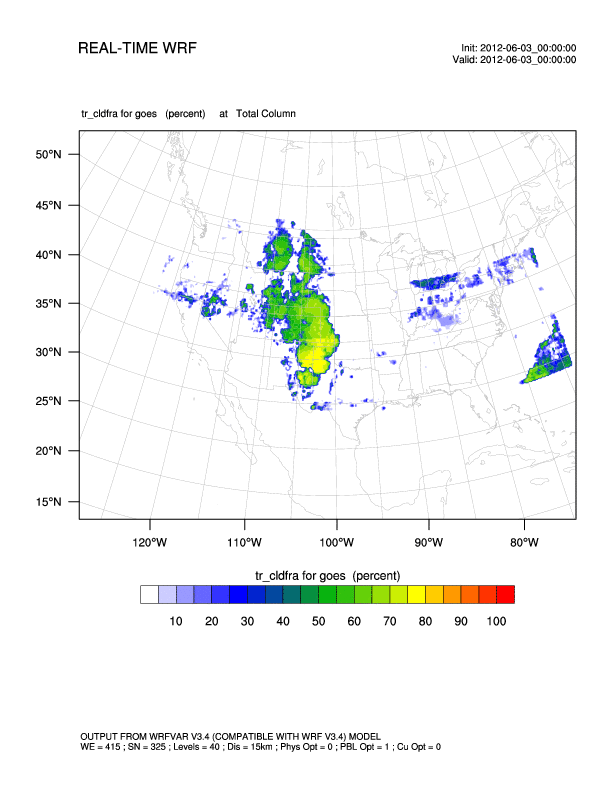 REAL-TIME WRF
Init: 2012-06-03_00:00:00
Valid: 2012-06-03_00:00:00
tr_cldfra for goes (percent) at Total Column
50°N
45°N
40°N
35°N
30°N
25°N
20°N
15°N
120°W 110°W 100°W 90°W 80°W
tr_cldfra for goes (percent)
10 20 30 40 50 60 70 80 90 100
OUTPUT FROM WRFVAR V3.4 (COMPATIBLE WITH WRF V3.4) MODEL
WE = 415 ; SN = 325 ; Levels = 40 ; Dis = 15km ; Phys Opt = 0 ; PBL Opt = 1 ; Cu Opt = 0